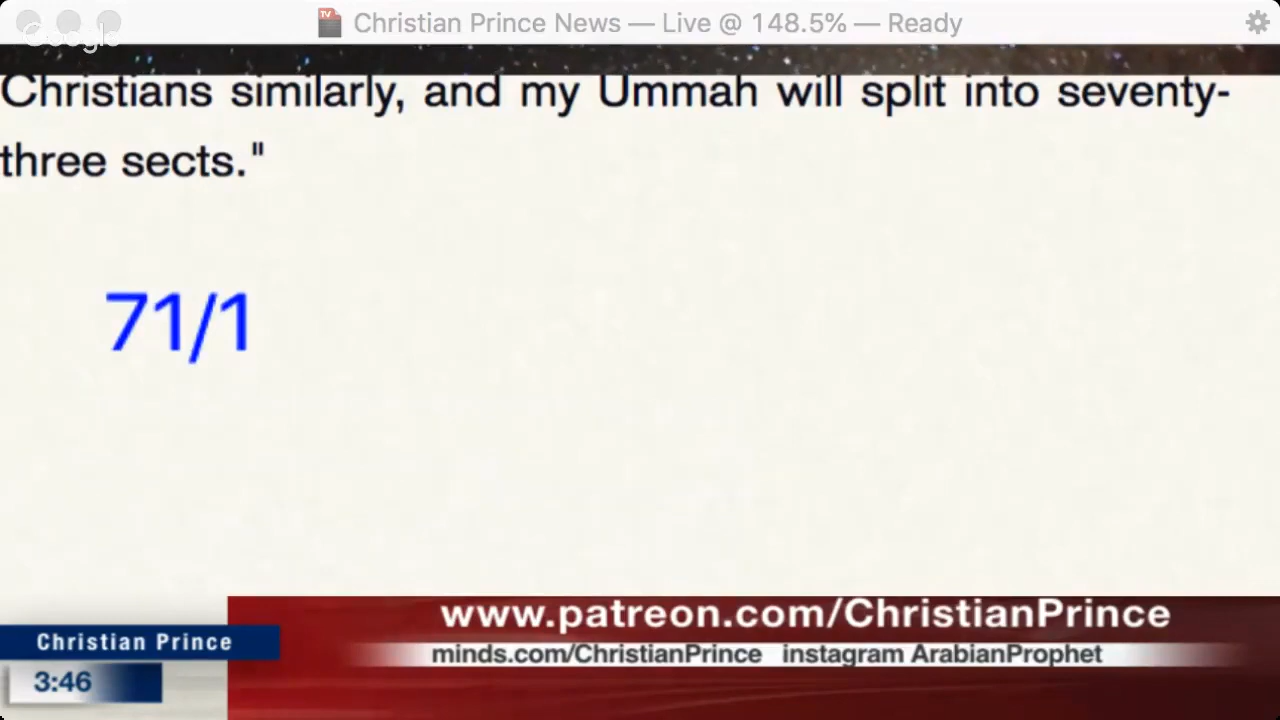 Christian Prince News — Live @ 148.5% — Ready
Google
Christians similarly, and my Ummah will split into seventy-
three sects."
71/1
www.patreon.com/ChristianPrince
Christian Prince
minds.com/ChristianPrince instagram ArabianProphet
3:46